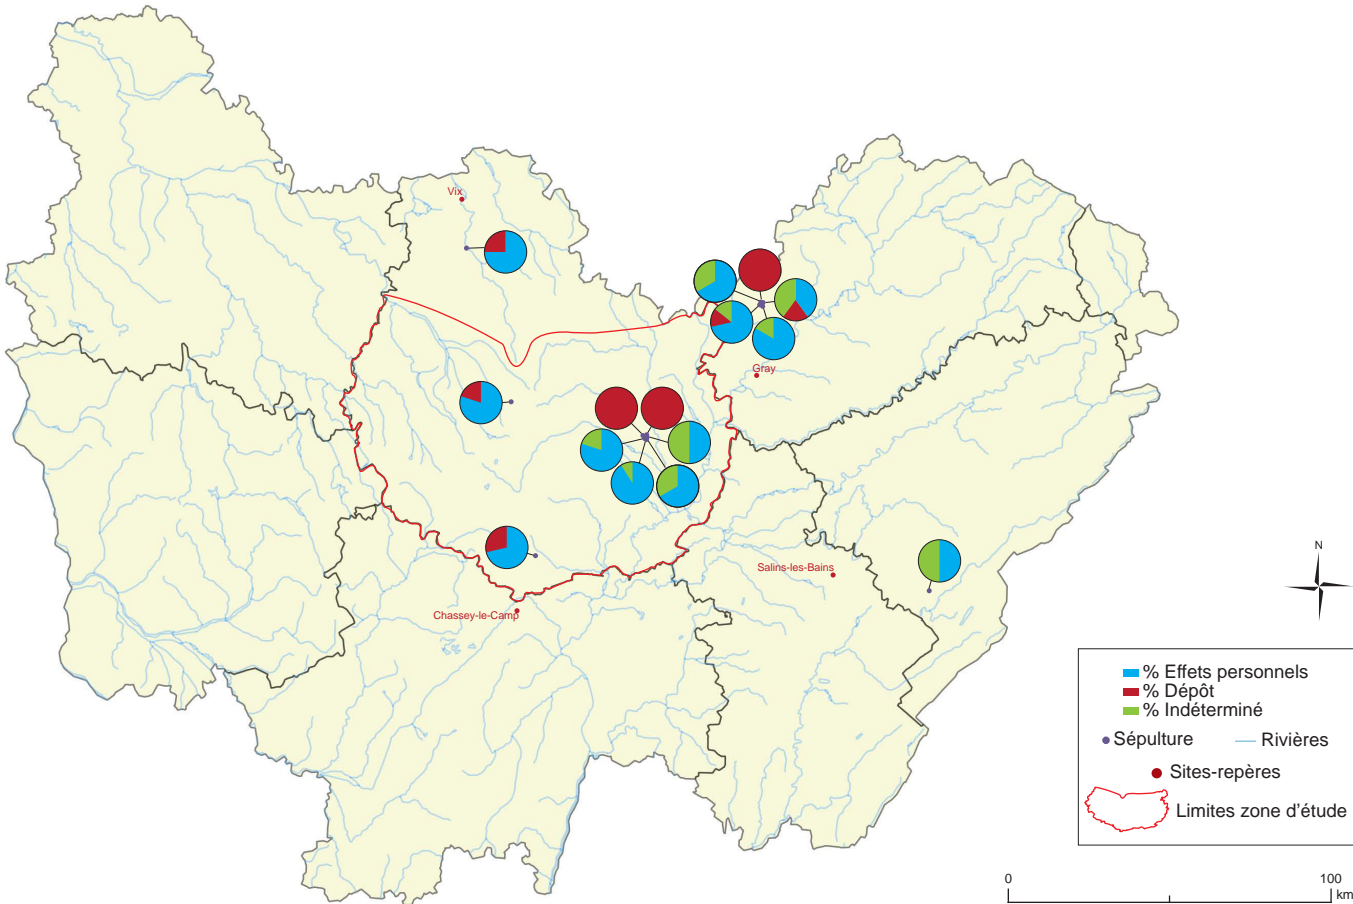 Vix
Gray
Salins-les-Bains
Chassey-le-Camp
N
% Effets personnels
% Dépôt
% Indéterminé
Sépulture
Rivières
Sites-repères
Limites zone d'étude
0
100
km